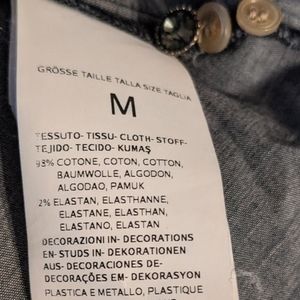 GRÖSSE TAILLE TALLA SIZE TAGLIA
M
TESSUTO- TISSU- CLOTH- STOFF-
TEJIDO- TECIDO- KUMAŞ
98% COTONE, COTON, COTTON,
BAUMWOLLE, ALGODON,
ALGODAO, PAMUK
2% ELASTAN, ELASTHANNE,
ELASTANE, ELASTHAN,
ELASTANO, ELASTAN
DECORAZIONI IN- DECORATIONS
EN- STUDS IN- DEKORATIONEN
AUS- DECORACIONES DE-
DECORAÇÕES EM- DEKORASYON
PLASTICA E METALLO, PLASTIQUE